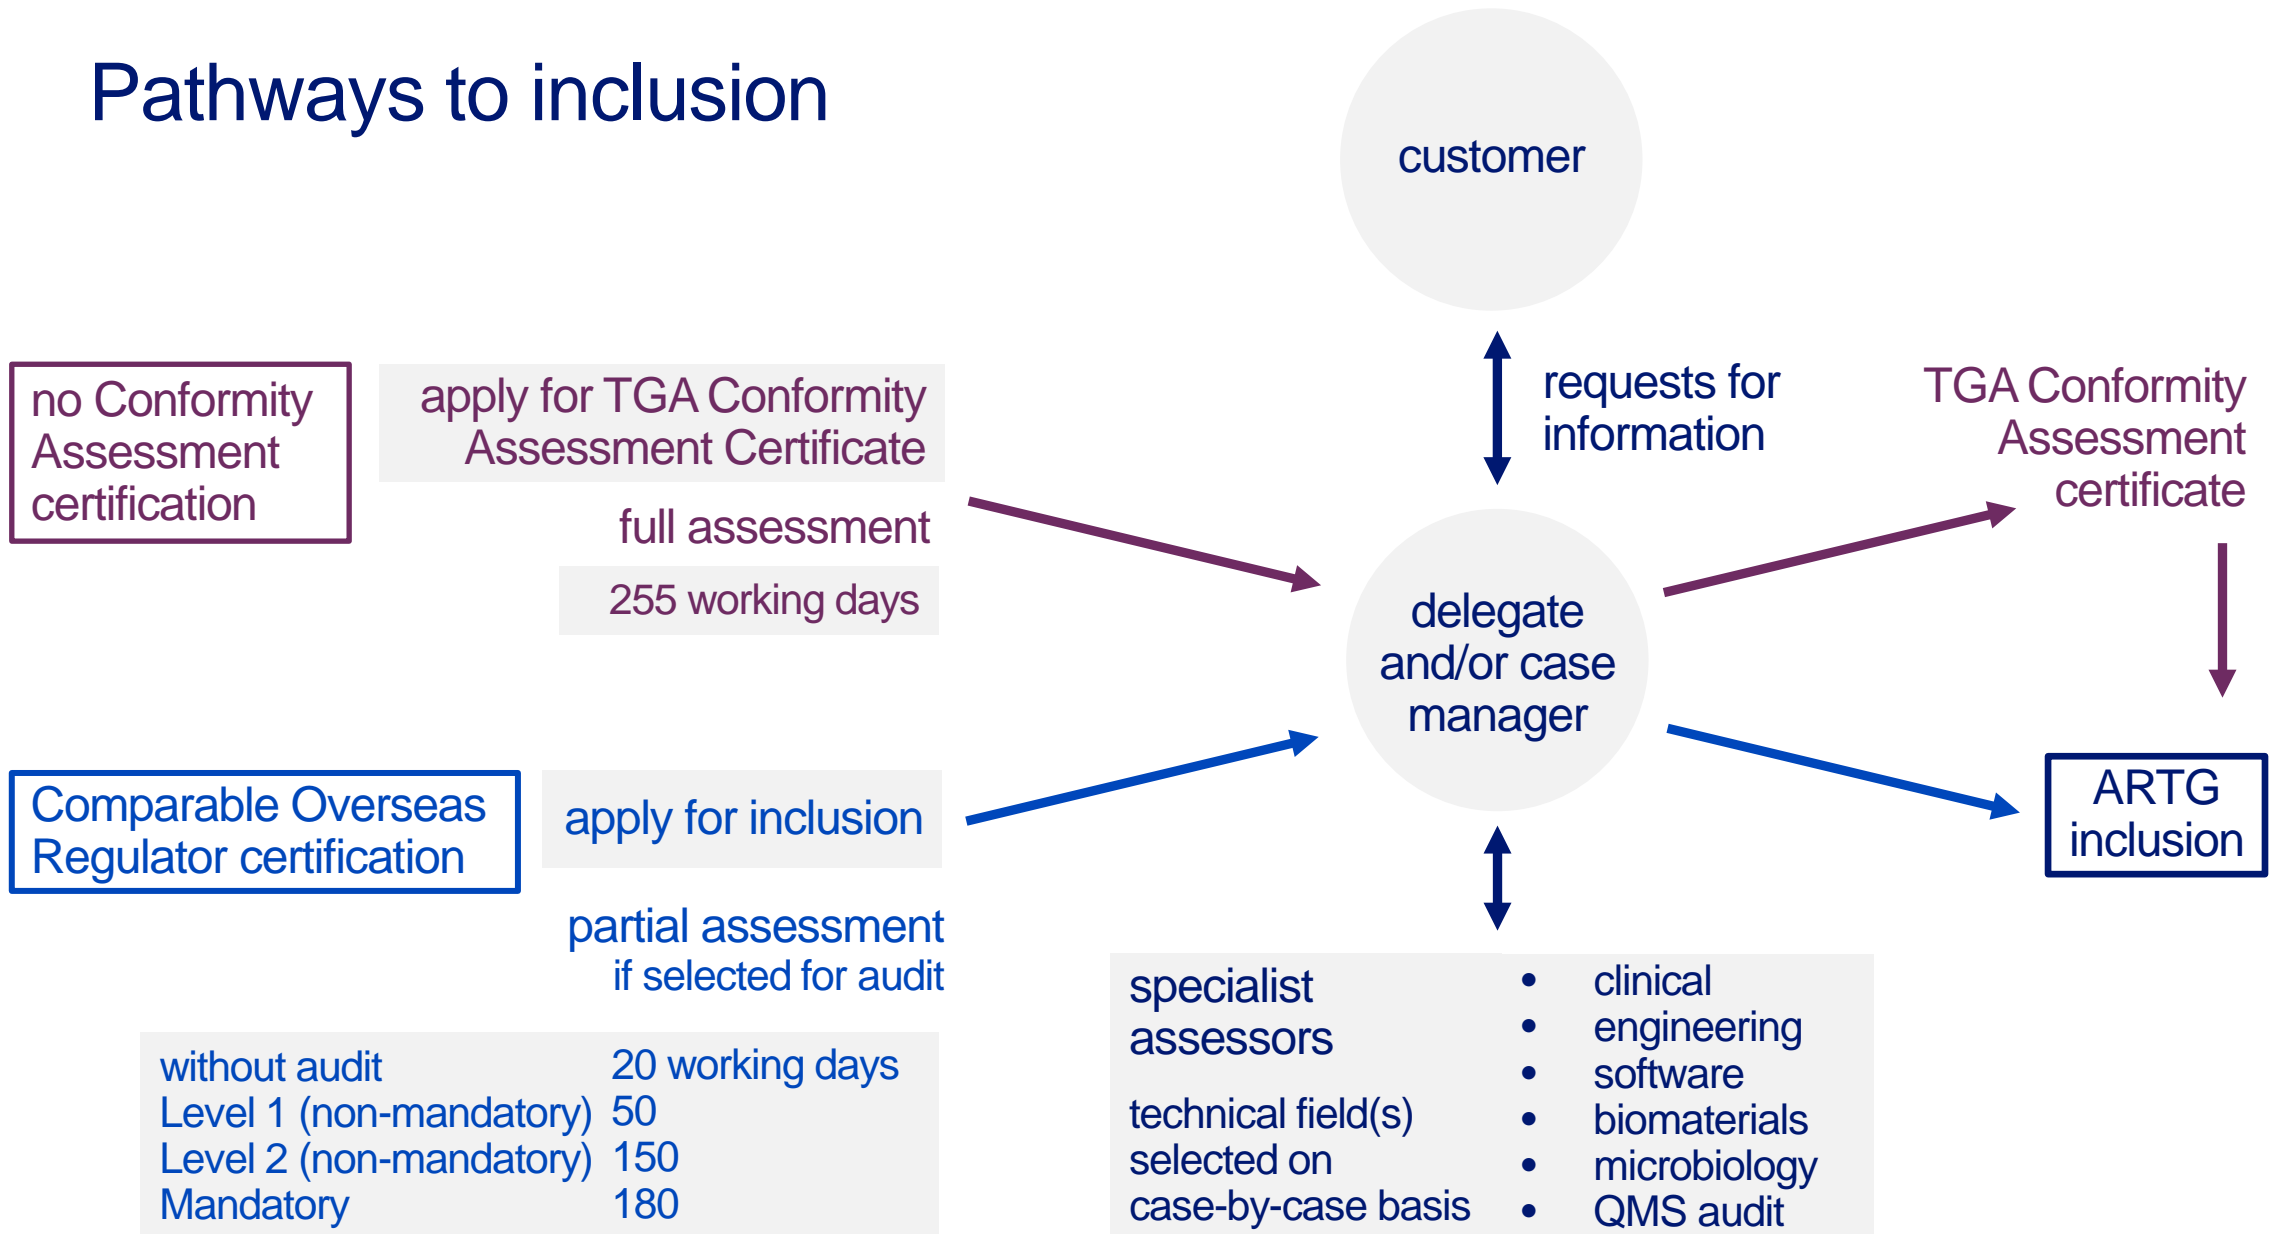 Pathways to inclusion
customer
requests for
information
no Conformity
Assessment
certification
apply for TGA Conformity
Assessment Certificate
full assessment
255 working days
TGA Conformity
Assessment
certificate
delegate
and/or case
manager
Comparable Overseas
Regulator certification
apply for inclusion
partial assessment
if selected for audit
ARTG
inclusion
without audit 20 working days
Level 1 (non-mandatory) 50
Level 2 (non-mandatory) 150
Mandatory 180
specialist
assessors
technical field(s)
selected on
case-by-case basis
• clinical
• engineering
• software
• biomaterials
• microbiology
• QMS audit